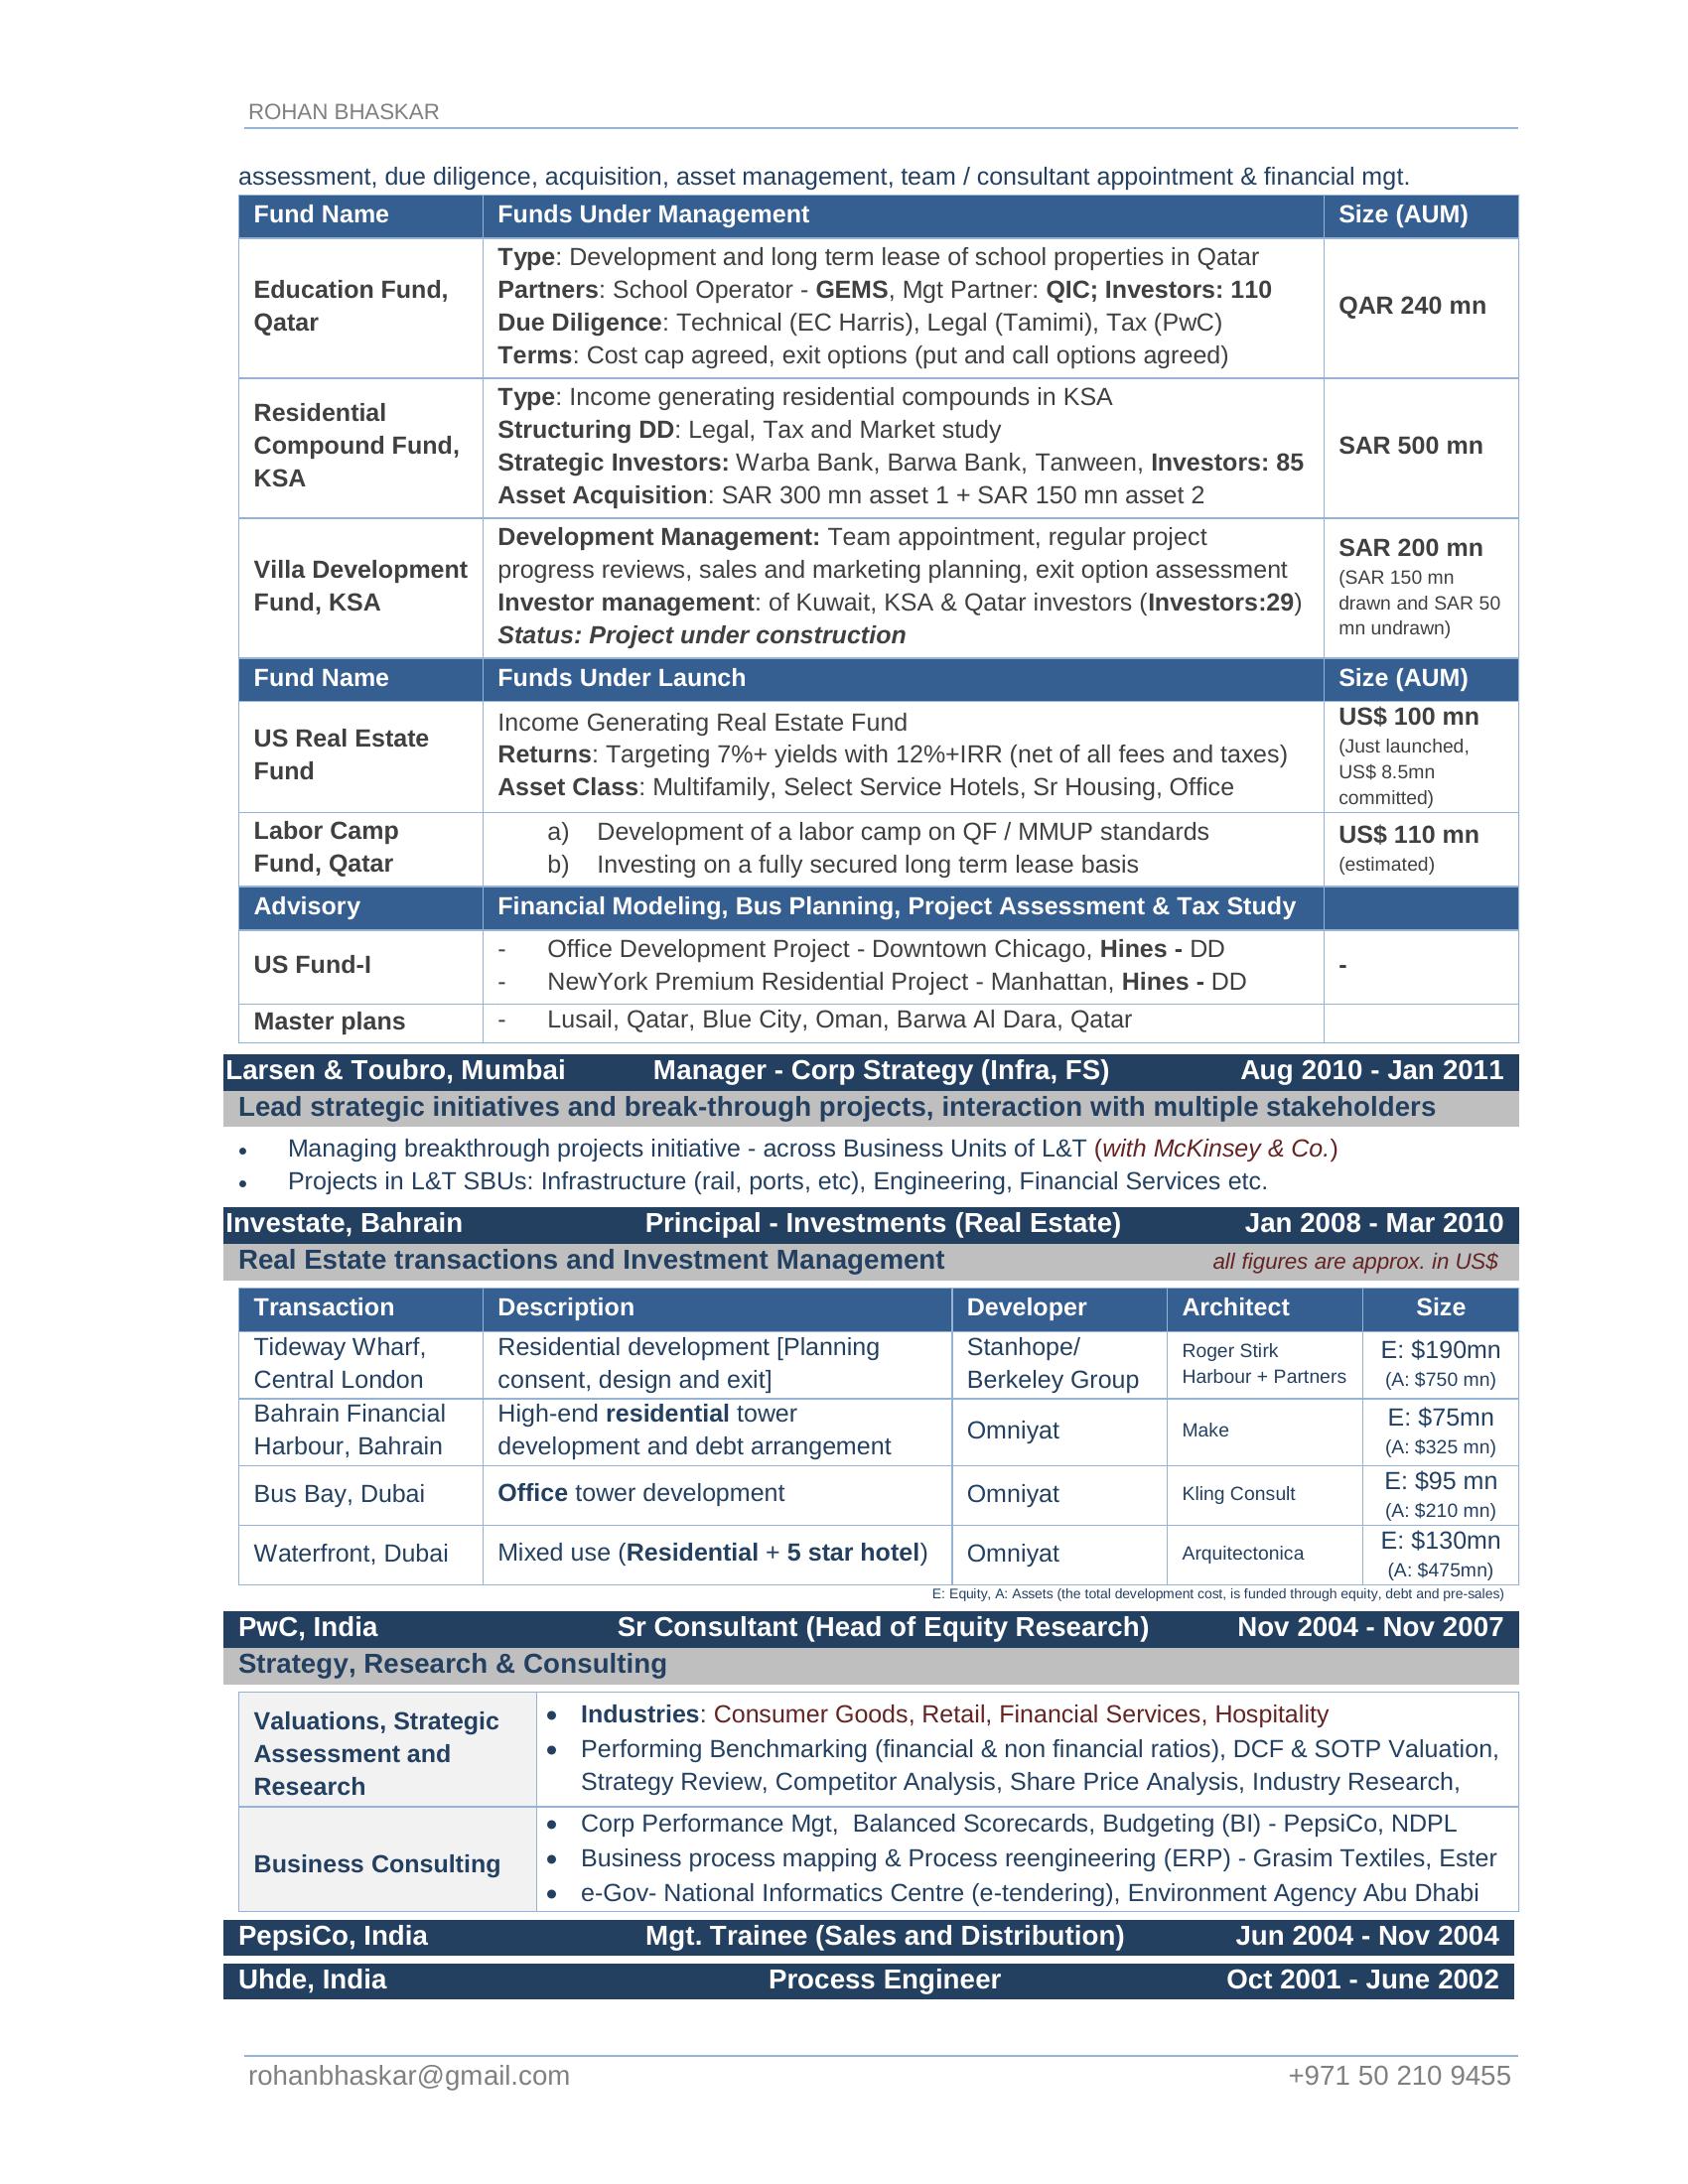 ROHAN BHASKAR
assessment, due diligence, acquisition, asset management, team / consultant appointment & financial mgt.
Fund Name Funds Under Management Size (AUM)
Education Fund, Qatar
Type: Development and long term lease of school properties in Qatar
Partners: School Operator - GEMS, Mgt Partner: QIC; Investors: 110
Due Diligence: Technical (EC Harris), Legal (Tamimi), Tax (PwC)
Terms: Cost cap agreed, exit options (put and call options agreed)
QAR 240 mn
Residential
Compound Fund,
KSA
Type: Income generating residential compounds in KSA
Structuring DD: Legal, Tax and Market study
Strategic Investors: Warba Bank, Barwa Bank, Tanween, Investors: 85
Asset Acquisition: SAR 300 mn asset 1 + SAR 150 mn asset 2
SAR 500 mn
Villa Development
Fund, KSA
Development Management: Team appointment, regular project
progress reviews, sales and marketing planning, exit option assessment
Investor management: of Kuwait, KSA & Qatar investors (Investors:29)
Status: Project under construction
SAR 200 mn
(SAR 150 mn
drawn and SAR 50
mn undrawn)
Fund Name Funds Under Launch Size (AUM)
US Real Estate
Fund
Income Generating Real Estate Fund
Returns: Targeting 7%+ yields with 12%+IRR (net of all fees and taxes)
Asset Class: Multifamily, Select Service Hotels, Sr Housing, Office
US$ 100 mn
(Just launched,
US$ 8.5mn
committed)
Labor Camp
Fund, Qatar
a) Development of a labor camp on QF / MMUP standards
b) Investing on a fully secured long term lease basis
US$ 110 mn
(estimated)
Advisory Financial Modeling, Bus Planning, Project Assessment & Tax Study
US Fund-I
- Office Development Project - Downtown Chicago, Hines - DD
- NewYork Premium Residential Project - Manhattan, Hines - DD
-
Master plans - Lusail, Qatar, Blue City, Oman, Barwa Al Dara, Qatar
Larsen & Toubro, Mumbai Manager - Corp Strategy (Infra, FS) Aug 2010 - Jan 2011
Lead strategic initiatives and break-through projects, interaction with multiple stakeholders
• Managing breakthrough projects initiative - across Business Units of L&T (with McKinsey & Co.)
• Projects in L&T SBUs: Infrastructure (rail, ports, etc), Engineering, Financial Services etc.
Investate, Bahrain Principal - Investments (Real Estate) Jan 2008 - Mar 2010
Real Estate transactions and Investment Management all figures are approx. in US$
Transaction Description Developer Architect Size
Tideway Wharf,
Central London
Residential development [Planning
consent, design and exit]
Stanhope/
Berkeley Group
Roger Stirk
Harbour + Partners
E: $190mn
(A: $750 mn)
Bahrain Financial
Harbour, Bahrain
High-end residential tower
development and debt arrangement
Omniyat
Make
E: $75mn
(A: $325 mn)
Bus Bay, Dubai
Office tower development
Omniyat
Kling Consult
E: $95 mn
(A: $210 mn)
Waterfront, Dubai
Mixed use (Residential + 5 star hotel)
Omniyat
Arquitectonica
E: $130mn
(A: $475mn)
E: Equity, A: Assets (the total development cost, is funded through equity, debt and pre-sales)
PwC, India Sr Consultant (Head of Equity Research) Nov 2004 - Nov 2007
Strategy, Research & Consulting
Valuations, Strategic
Assessment and
Research
• Industries: Consumer Goods, Retail, Financial Services, Hospitality
• Performing Benchmarking (financial & non financial ratios), DCF & SOTP Valuation,
Strategy Review, Competitor Analysis, Share Price Analysis, Industry Research,
Business Consulting
• Corp Performance Mgt, Balanced Scorecards, Budgeting (BI) - PepsiCo, NDPL
• Business process mapping & Process reengineering (ERP) - Grasim Textiles, Ester
• e-Gov- National Informatics Centre (e-tendering), Environment Agency Abu Dhabi
PepsiCo, India Mgt. Trainee (Sales and Distribution) Jun 2004 - Nov 2004
Uhde, India Process Engineer Oct 2001 - June 2002
rohanbhaskar@gmail.com +971 50 210 9455